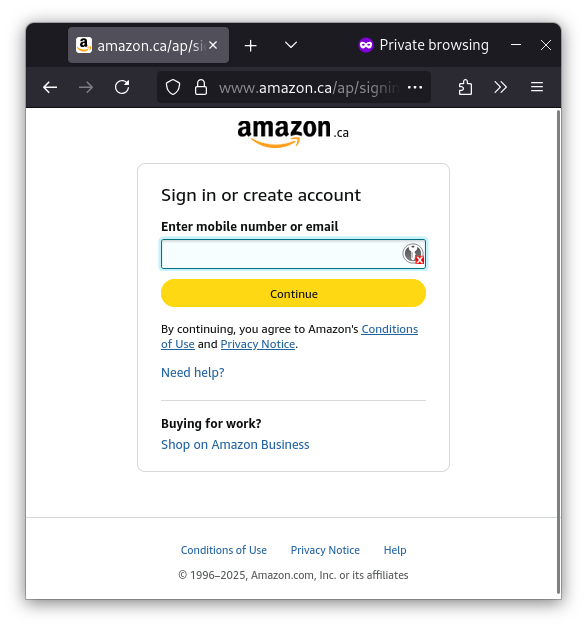 amazon.ca/ap/si
Private browsing
www.amazon.ca/ap/signin
amazon.ca
Sign in or create account
Enter mobile number or email
Continue
By continuing, you agree to Amazon's Conditions
of Use and Privacy Notice.
Need help?
Buying for work?
Shop on Amazon Business
Conditions of Use Privacy Notice Help
© 1996–2025, Amazon.com, Inc. or its affiliates